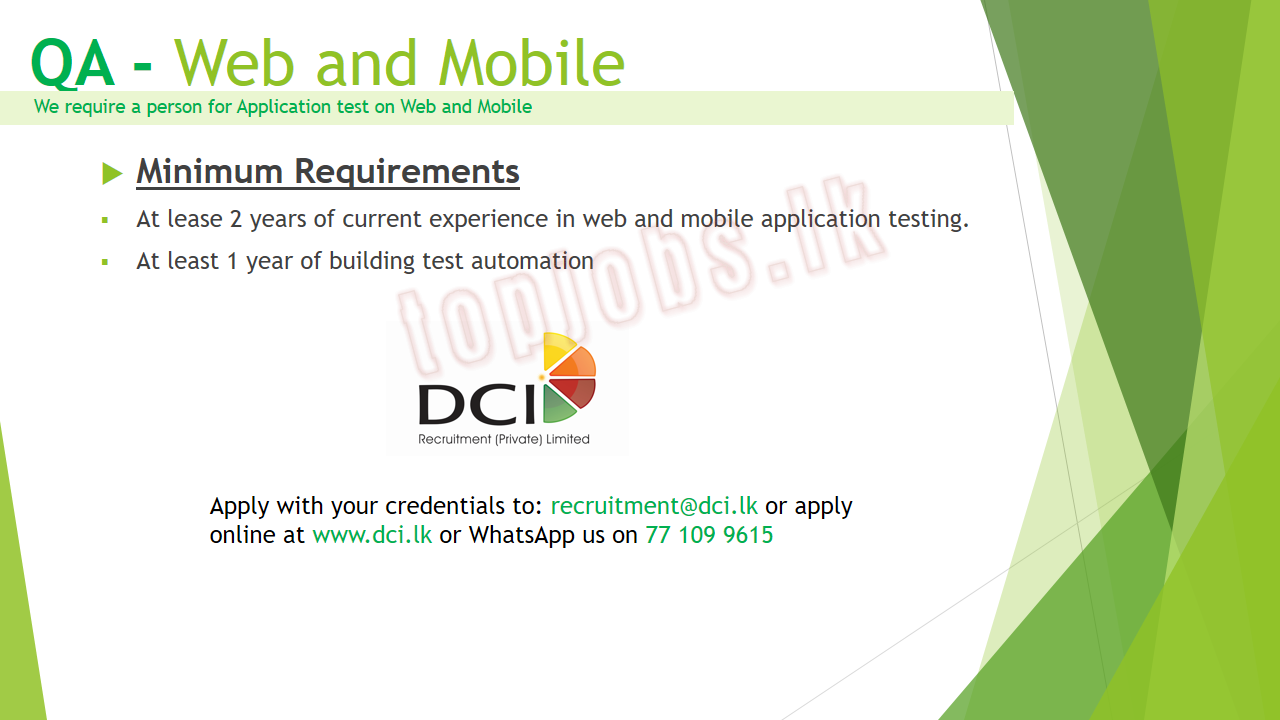 QA - Web and Mobile
We require a person for Application test on Web and Mobile
Minimum Requirements
At lease 2 years of current experience in web and mobile application testing.
At least 1 year of building test automation
topjobs.lk
DCI
Recruitment (Private) Limited
Apply with your credentials to: recruitment@dci.lk or apply
online at www.dci.lk or WhatsApp us on 77 109 9615